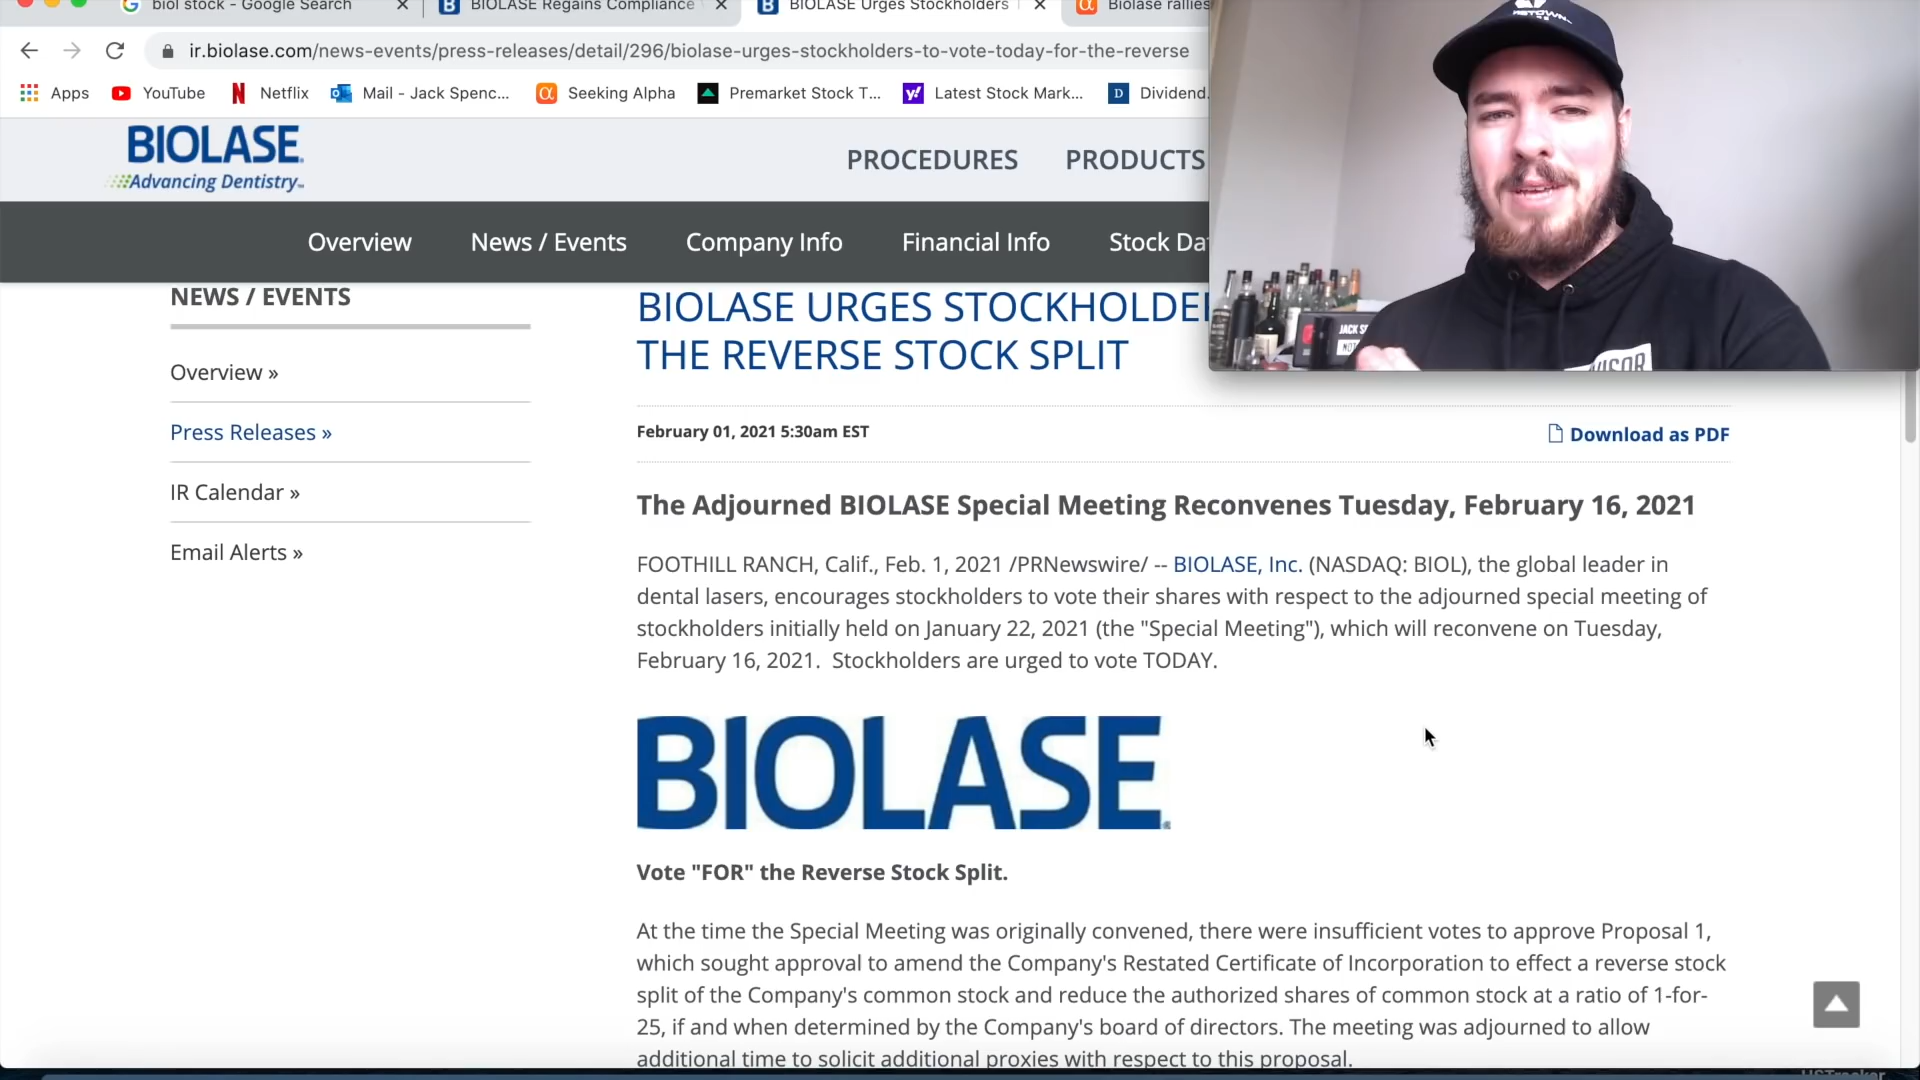 biol stock - Google Search
BIOLASE Regains Compliance
BIOLASE Urges Stockholders
Biolase rallies
ir.biolase.com/news-events/press-releases/detail/296/biolase-urges-stockholders-to-vote-today-for-the-reverse
Apps YouTube Netflix Mail - Jack Spenc... Seeking Alpha Premarket Stock T... Latest Stock Mark... Dividend
BIOLASE
Advancing Dentistry
PROCEDURES PRODUCTS
Overview News / Events Company Info Financial Info Stock Dat
NEWS / EVENTS
Overview »
Press Releases »
IR Calendar »
Email Alerts »
BIOLASE URGES STOCKHOLDE
THE REVERSE STOCK SPLIT
February 01, 2021 5:30am EST
Download as PDF
The Adjourned BIOLASE Special Meeting Reconvenes Tuesday, February 16, 2021
FOOTHILL RANCH, Calif., Feb. 1, 2021 /PRNewswire/ -- BIOLASE, Inc. (NASDAQ: BIOL), the global leader in
dental lasers, encourages stockholders to vote their shares with respect to the adjourned special meeting of
stockholders initially held on January 22, 2021 (the "Special Meeting"), which will reconvene on Tuesday,
February 16, 2021.  Stockholders are urged to vote TODAY.
BIOLASE
Vote "FOR" the Reverse Stock Split.
At the time the Special Meeting was originally convened, there were insufficient votes to approve Proposal 1,
which sought approval to amend the Company's Restated Certificate of Incorporation to effect a reverse stock
split of the Company's common stock and reduce the authorized shares of common stock at a ratio of 1-for-
25, if and when determined by the Company's board of directors. The meeting was adjourned to allow
additional time to solicit additional proxies with respect to this proposal.